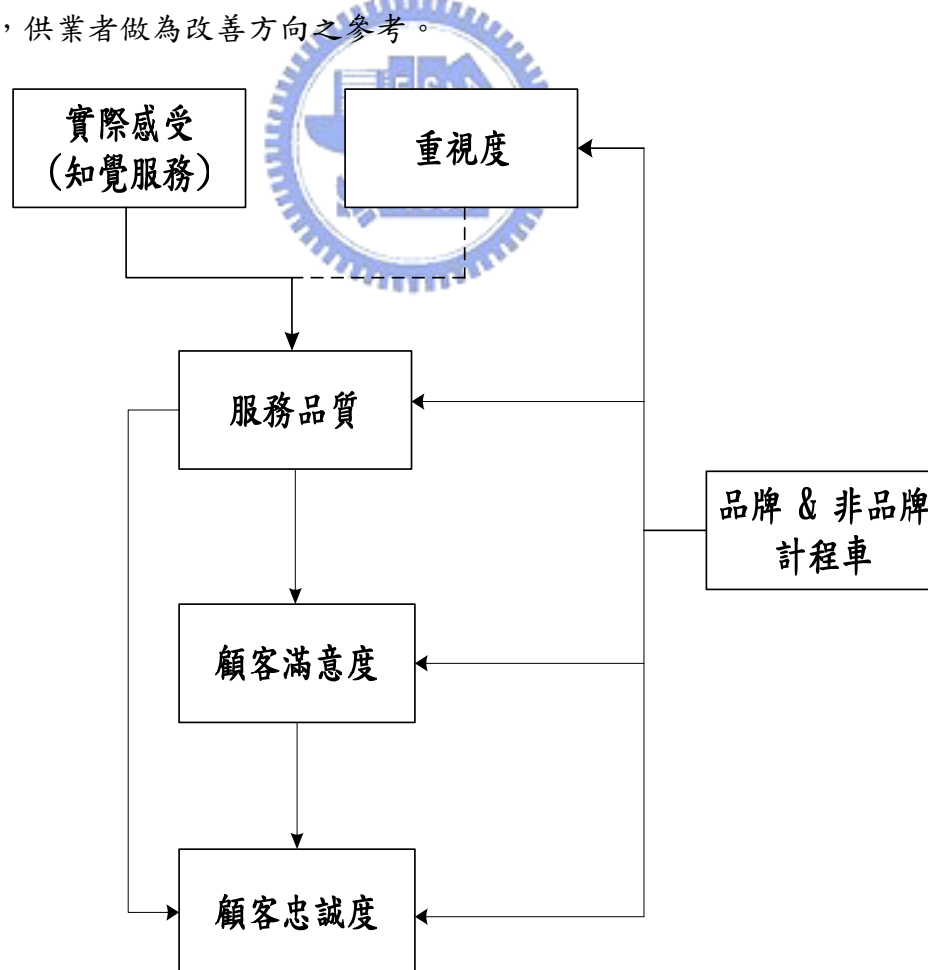 ，供業者做為改善方向之參考。
實際感受
(知覺服務)
重視度
服務品質
品牌 & 非品牌
計程車
顧客滿意度
顧客忠誠度